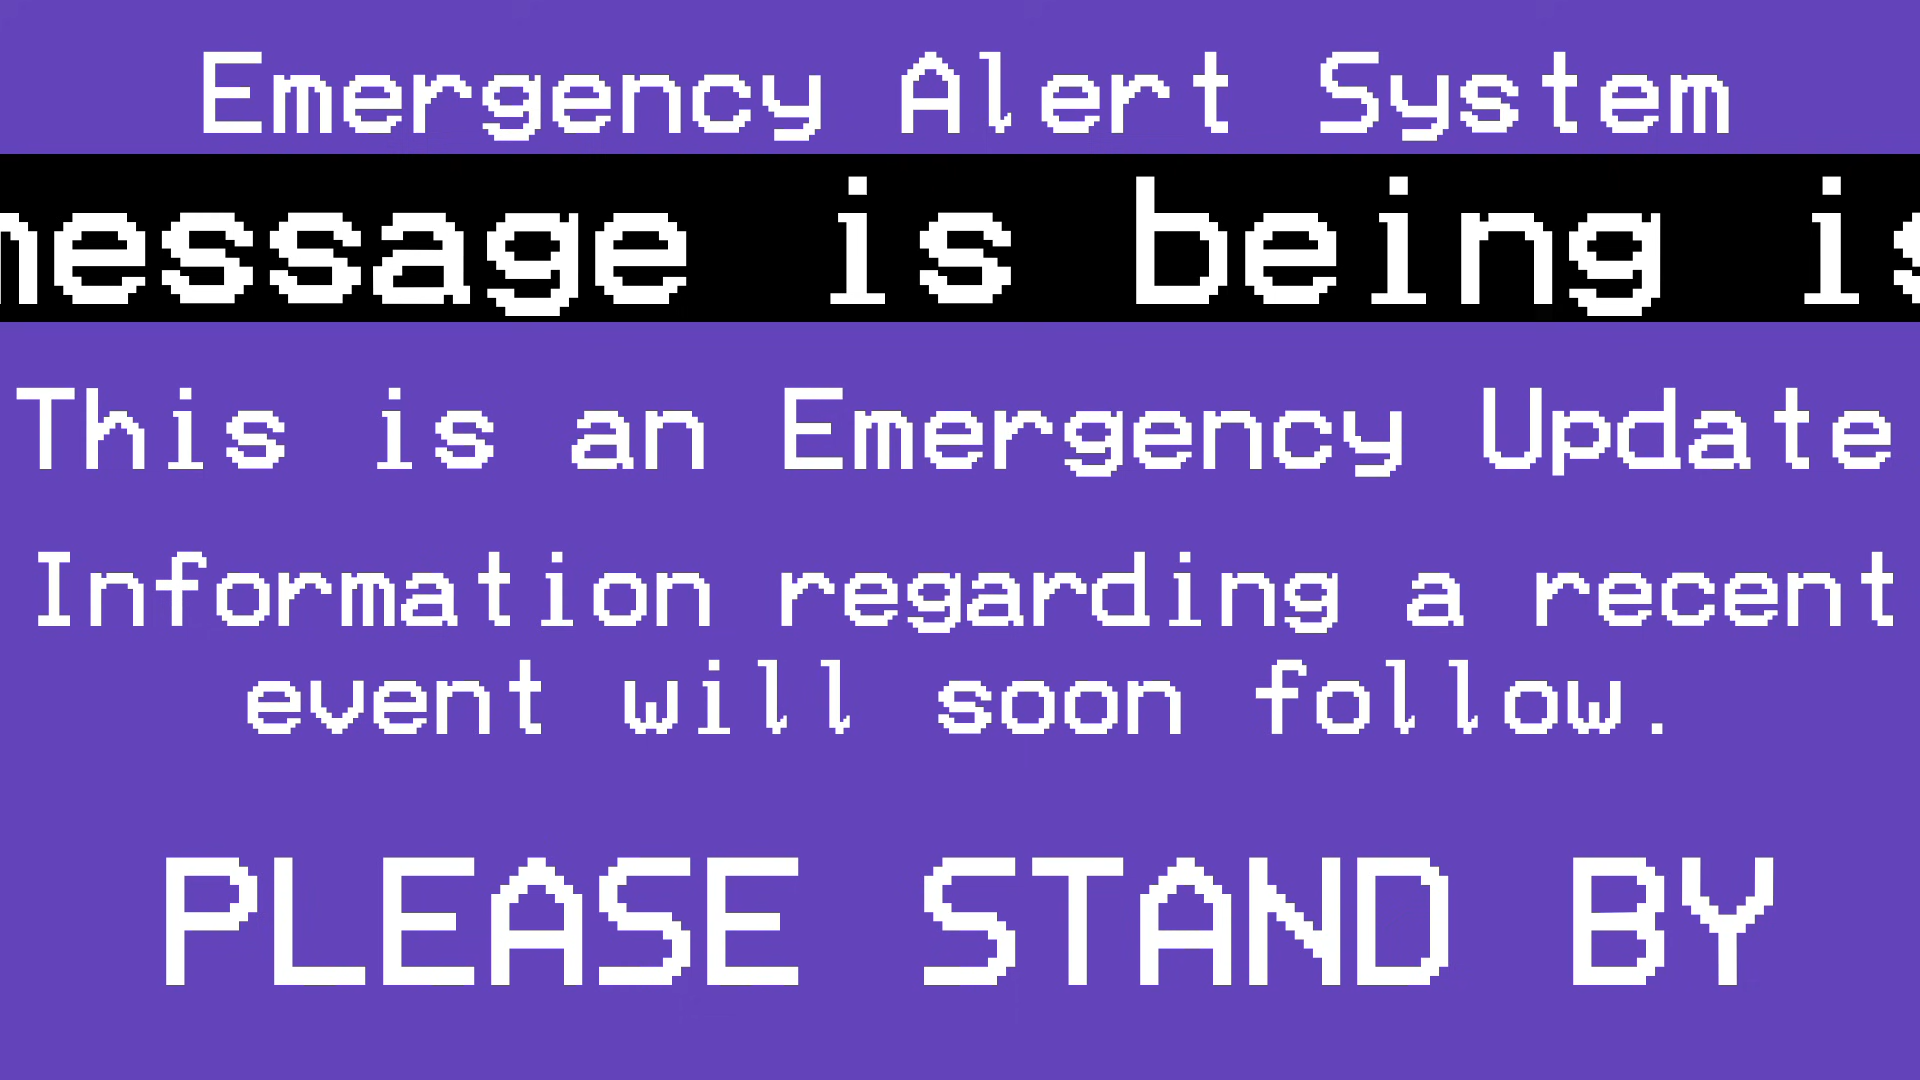 Emergency Alert System
message is being is
This is an Emergency Update
Information regarding a recent
event will soon follow.
PLEASE STAND BY